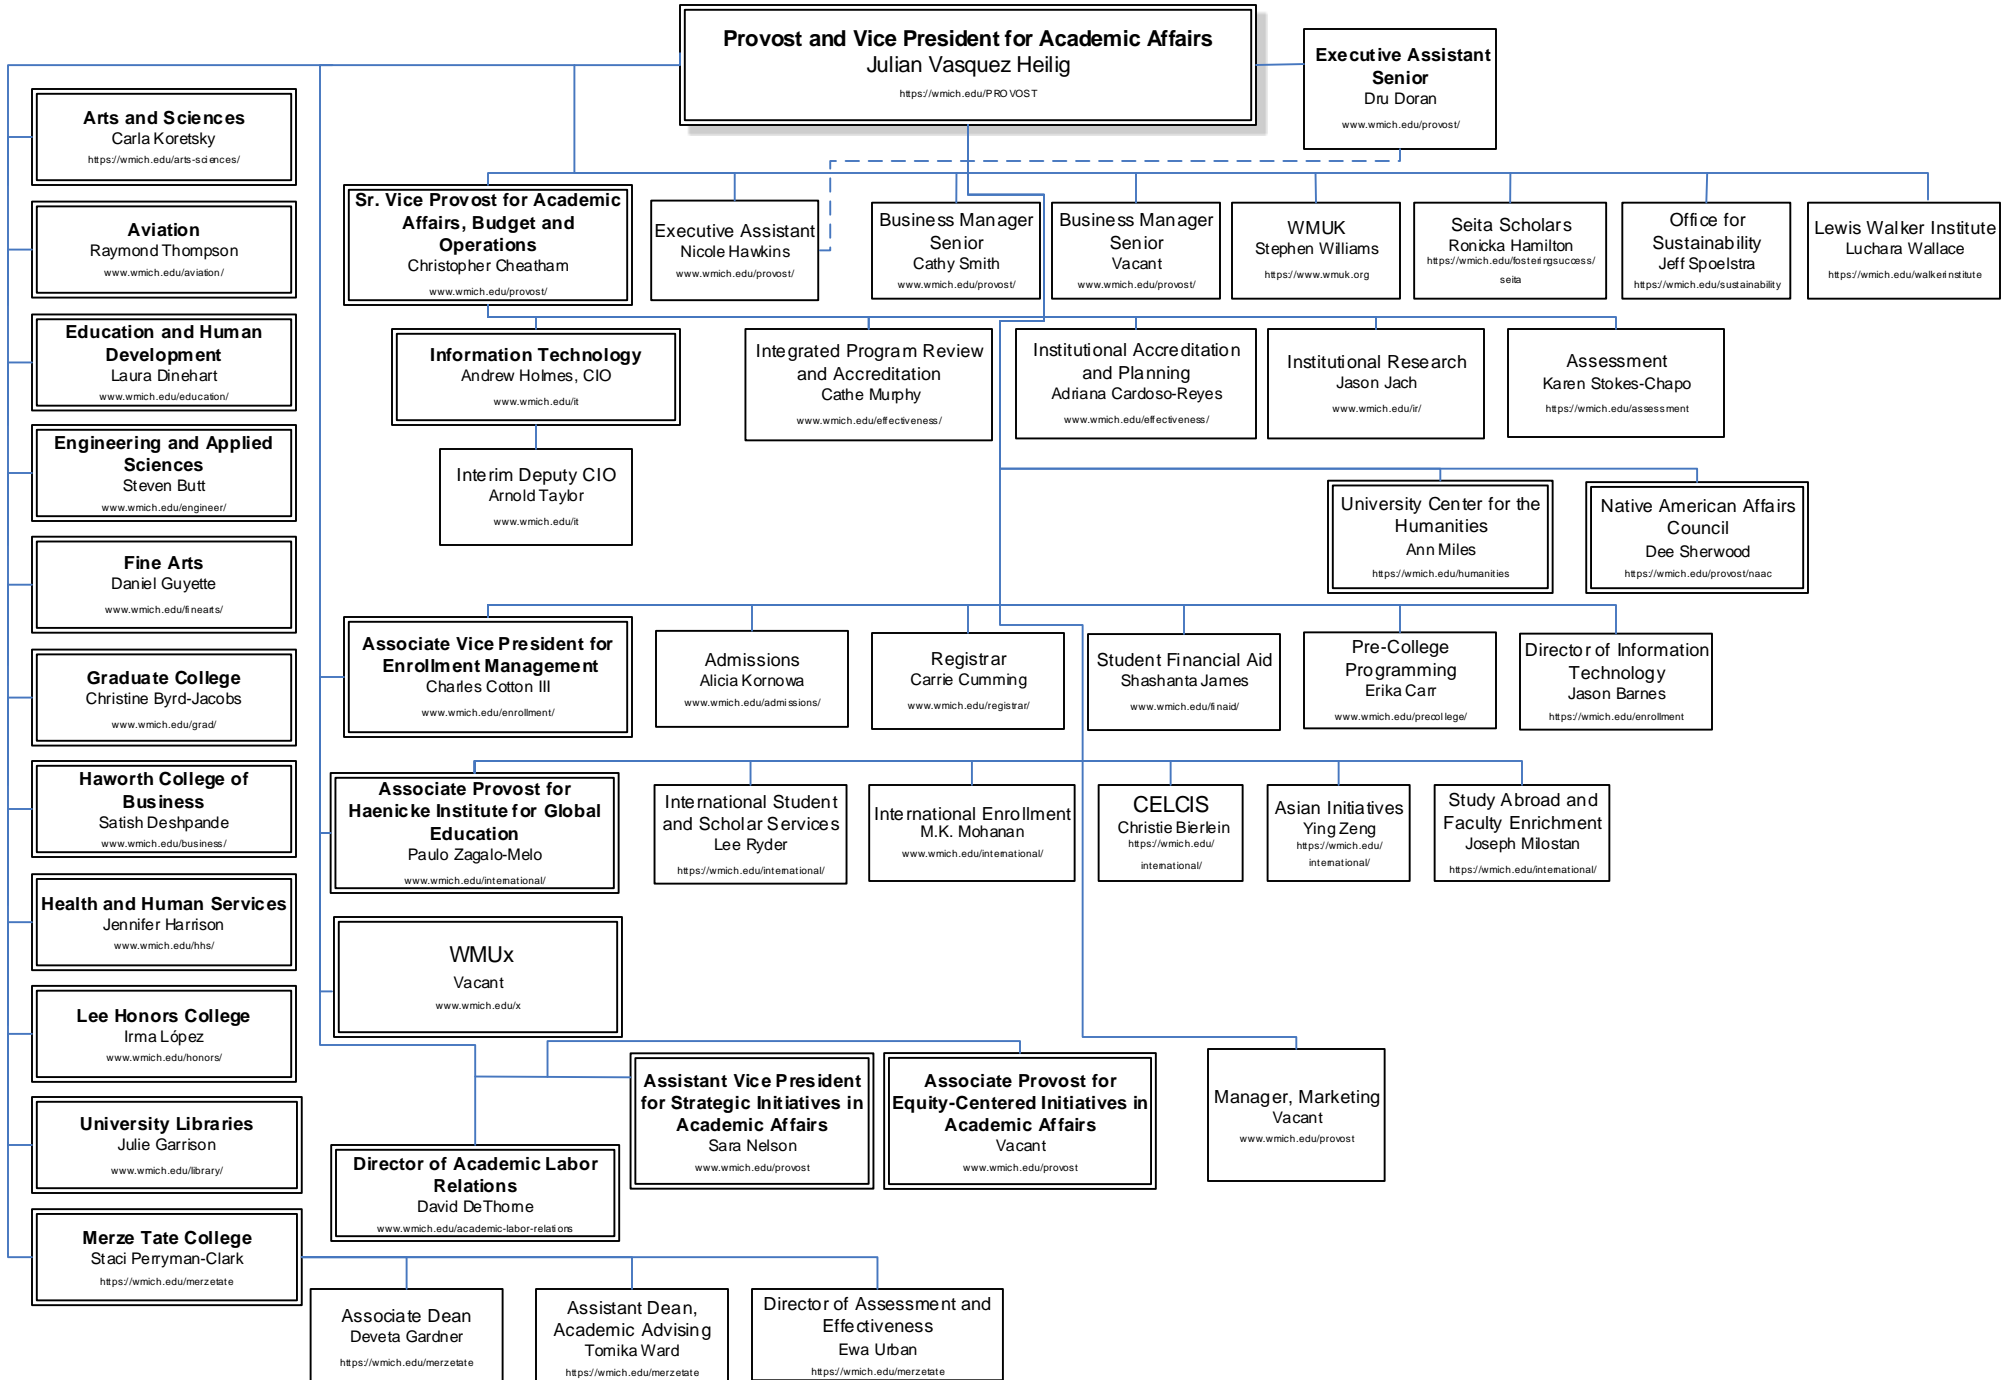 Provost and Vice President for Academic Affairs
Julian Vasquez Heilig
https://wmich.edu/PROVOST
Executive Assistant
Senior
Dru Doran
www.wmich.edu/provost/
Arts and Sciences
Carla Koretsky
https://wmich.edu/arts-sciences/
Aviation
Raymond Thompson
www.wmich.edu/aviation/
Education and Human
Development
Laura Dinehart
www.wmich.edu/education/
Engineering and Applied
Sciences
Steven Butt
www.wmich.edu/engineer/
Fine Arts
Daniel Guyette
www.wmich.edu/finearts/
Graduate College
Christine Byrd-Jacobs
www.wmich.edu/grad/
Haworth College of
Business
Satish Deshpande
www.wmich.edu/business/
Health and Human Services
Jennifer Harrison
www.wmich.edu/hhs/
Lee Honors College
Irma López
www.wmich.edu/honors/
University Libraries
Julie Garrison
www.wmich.edu/library/
Merze Tate College
Staci Perryman-Clark
https://wmich.edu/merzetate
Sr. Vice Provost for Academic
Affairs, Budget and
Operations
Christopher Cheatham
www.wmich.edu/provost/
Executive Assistant
Nicole Hawkins
www.wmich.edu/provost/
Business Manager
Senior
Cathy Smith
www.wmich.edu/provost/
Business Manager
Senior
Vacant
www.wmich.edu/provost/
WMUK
Stephen Williams
https://www.wmuk.org
Seita Scholars
Ronicka Hamilton
https://wmich.edu/fosteringsuccess/
seita
Office for
Sustainability
Jeff Spoelstra
https://wmich.edu/sustainability
Lewis Walker Institute
Luchara Wallace
https://wmich.edu/walkerinstitute
Information Technology
Andrew Holmes, CIO
www.wmich.edu/it
Integrated Program Review
and Accreditation
Cathe Murphy
www.wmich.edu/effectiveness/
Institutional Accreditation
and Planning
Adriana Cardoso-Reyes
www.wmich.edu/effectiveness/
Institutional Research
Jason Jach
www.wmich.edu/ir/
Assessment
Karen Stokes-Chapo
https://wmich.edu/assessment
Interim Deputy CIO
Arnold Taylor
www.wmich.edu/it
University Center for the
Humanities
Ann Miles
https://wmich.edu/humanities
Native American Affairs
Council
Dee Sherwood
https://wmich.edu/provost/naac
Associate Vice President for
Enrollment Management
Charles Cotton III
www.wmich.edu/enrollment/
Admissions
Alicia Kornowa
www.wmich.edu/admissions/
Registrar
Carrie Cumming
www.wmich.edu/registrar/
Student Financial Aid
Shashanta James
www.wmich.edu/finaid/
Pre-College
Programming
Erika Carr
www.wmich.edu/precollege/
Director of Information
Technology
Jason Barnes
https://wmich.edu/enrollment
Associate Provost for
Haenicke Institute for Global
Education
Paulo Zagalo-Melo
www.wmich.edu/international/
International Student
and Scholar Services
Lee Ryder
https://wmich.edu/international/
International Enrollment
M.K. Mohanan
www.wmich.edu/international/
CELCIS
Christie Bierlein
https://wmich.edu/
international/
Asian Initiatives
Ying Zeng
https://wmich.edu/
international/
Study Abroad and
Faculty Enrichment
Joseph Milostan
https://wmich.edu/international/
WMUx
Vacant
www.wmich.edu/x
Assistant Vice President
for Strategic Initiatives in
Academic Affairs
Sara Nelson
www.wmich.edu/provost
Associate Provost for
Equity-Centered Initiatives in
Academic Affairs
Vacant
www.wmich.edu/provost
Manager, Marketing
Vacant
www.wmich.edu/provost
Director of Academic Labor
Relations
David DeThorne
www.wmich.edu/academic-labor-relations
Associate Dean
Deveta Gardner
https://wmich.edu/merzetate
Assistant Dean,
Academic Advising
Tomika Ward
https://wmich.edu/merzetate
Director of Assessment and
Effectiveness
Ewa Urban
https://wmich.edu/merzetate